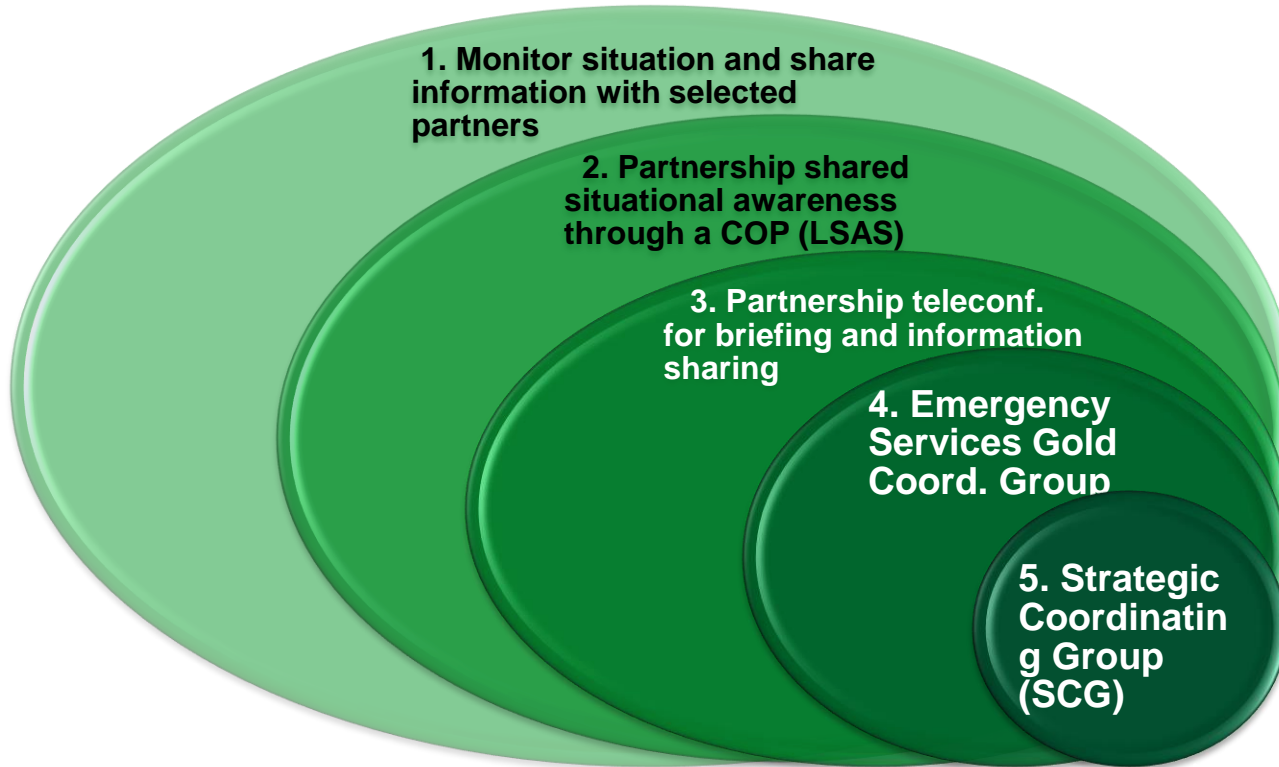 1. Monitor situation and share
information with selected
partners
2. Partnership shared
situational awareness
through a COP (LSAS)
3. Partnership teleconf.
for briefing and information
sharing
4. Emergency
Services Gold
Coord. Group
5. Strategic
Coordinatin
g Group
(SCG)